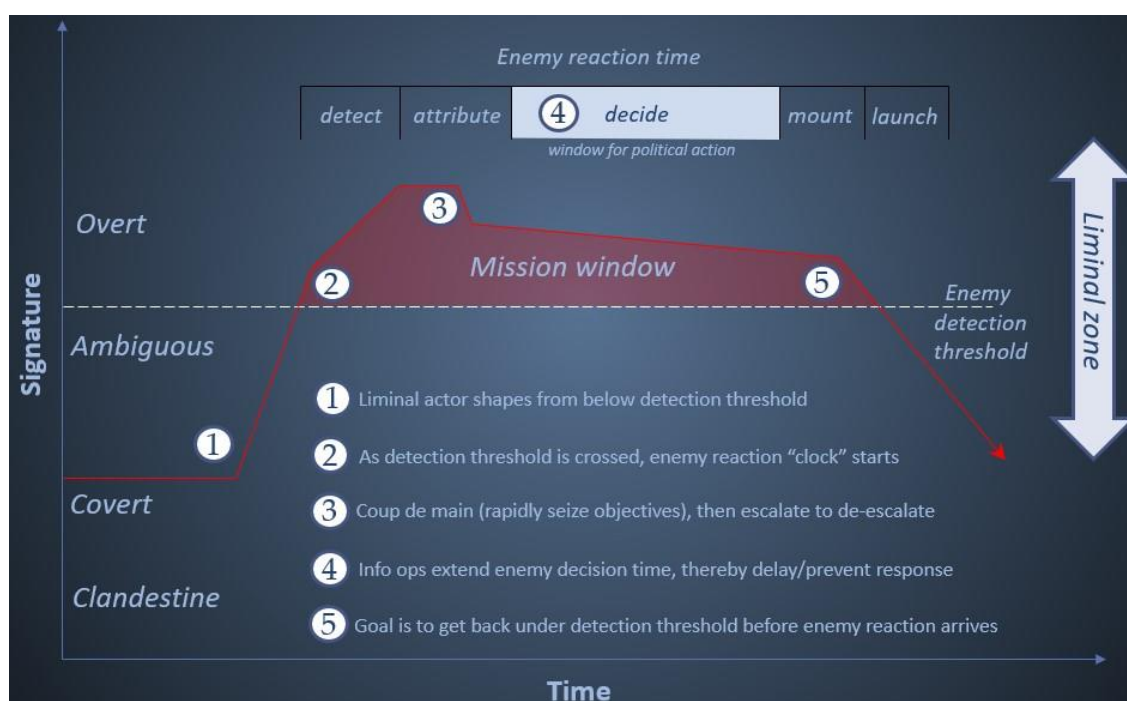 Enemy reaction time
detect attribute 4 decide mount launch
window for political action
Overt
3
Mission window
2
5
Enemy
detection
threshold
Liminal zone
Signature
Ambiguous
1
1 Liminal actor shapes from below detection threshold
2 As detection threshold is crossed, enemy reaction “clock” starts
Covert
3 Coup de main (rapidly seize objectives), then escalate to de-escalate
4 Info ops extend enemy decision time, thereby delay/prevent response
Clandestine
5 Goal is to get back under detection threshold before enemy reaction arrives
Time